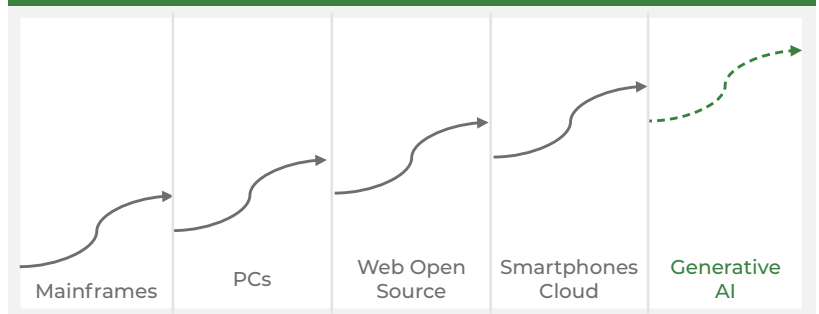 Mainframes
PCs
Web Open
Source
Smartphones
Cloud
Generative
AI